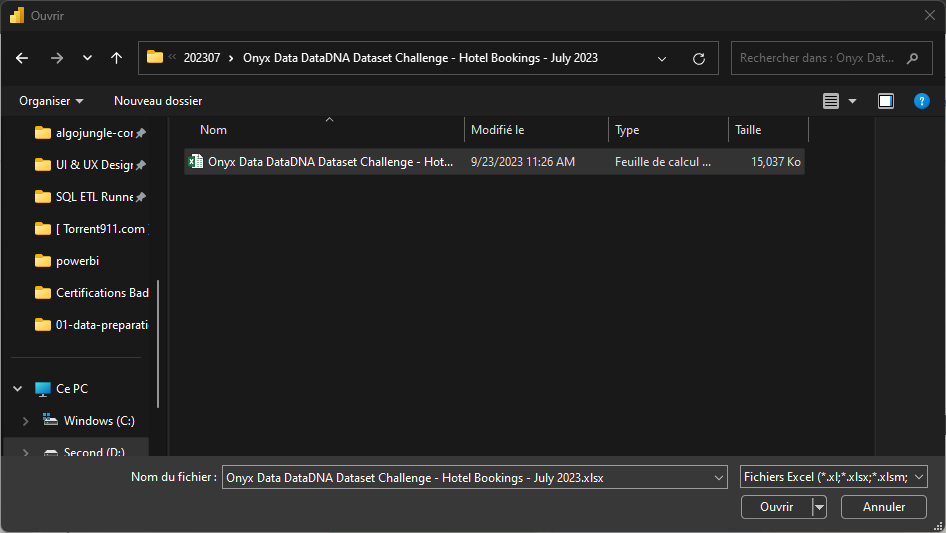 Ouvrir
202307 Onyx Data DataDNA Dataset Challenge - Hotel Bookings - July 2023
Rechercher dans : Onyx Dat...
Organiser
Nouveau dossier
Nom
Modifié le
Type
Taille
algojungle-cor
UI & UX Design
SQL ETL Runne
[ Torrent911.com ]
powerbi
Certifications Bad
01-data-preparati
Ce PC
Windows (C:)
Second (D:)
Onyx Data DataDNA Dataset Challenge - Hot... 9/23/2023 11:26 AM Feuille de calcul ... 15,037 Ko
Nom du fichier : Onyx Data DataDNA Dataset Challenge - Hotel Bookings - July 2023.xlsx
Fichiers Excel (*.xl;*.xlsx;*.xlsm;
Ouvrir
Annuler